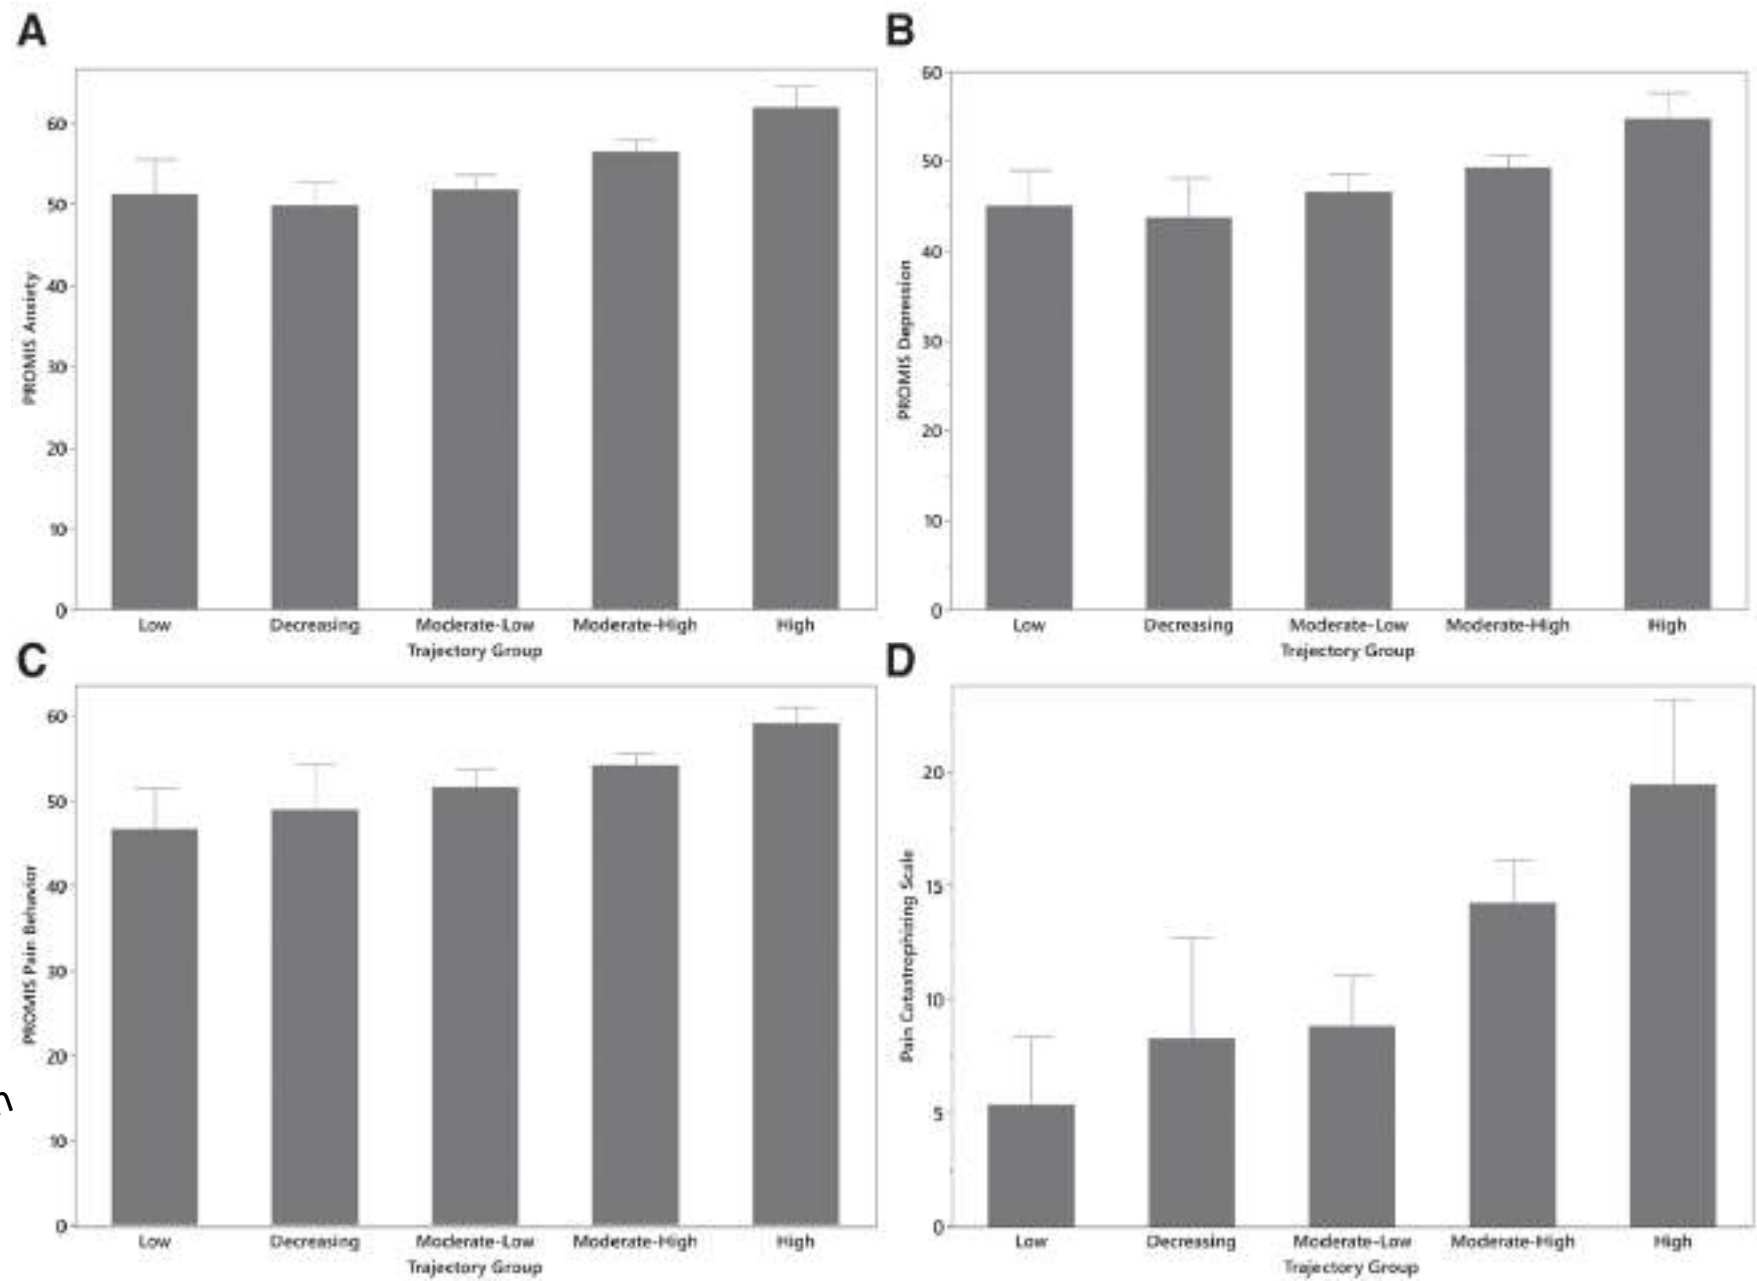 A
PROMIS Anxiety
60
50
40
30
20
10
0
Low Decreasing Moderate-Low Moderate-High High
Trajectory Group
B
PROMIS Depression
60
50
40
30
20
10
0
Low Decreasing Moderate-Low Moderate-High High
Trajectory Group
C
PROMIS Pain Behavior
60
50
40
30
20
10
0
Low Decreasing Moderate-Low Moderate-High High
Trajectory Group
D
Pain Catastrophizing Scale
20
15
10
5
0
Low Decreasing Moderate-Low Moderate-High High
Trajectory Group